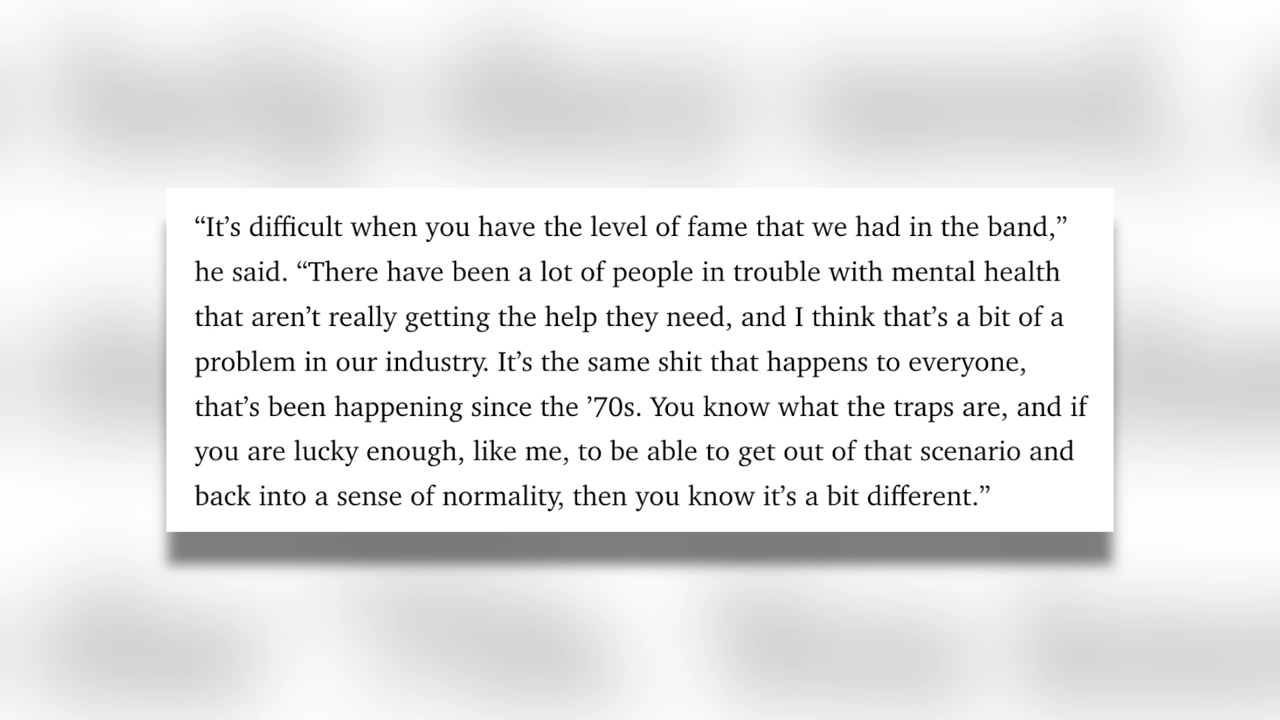 “It’s difficult when you have the level of fame that we had in the band,”
he said. “There have been a lot of people in trouble with mental health
that aren’t really getting the help they need, and I think that’s a bit of a
problem in our industry. It’s the same shit that happens to everyone,
that’s been happening since the ’70s. You know what the traps are, and if
you are lucky enough, like me, to be able to get out of that scenario and
back into a sense of normality, then you know it’s a bit different.”